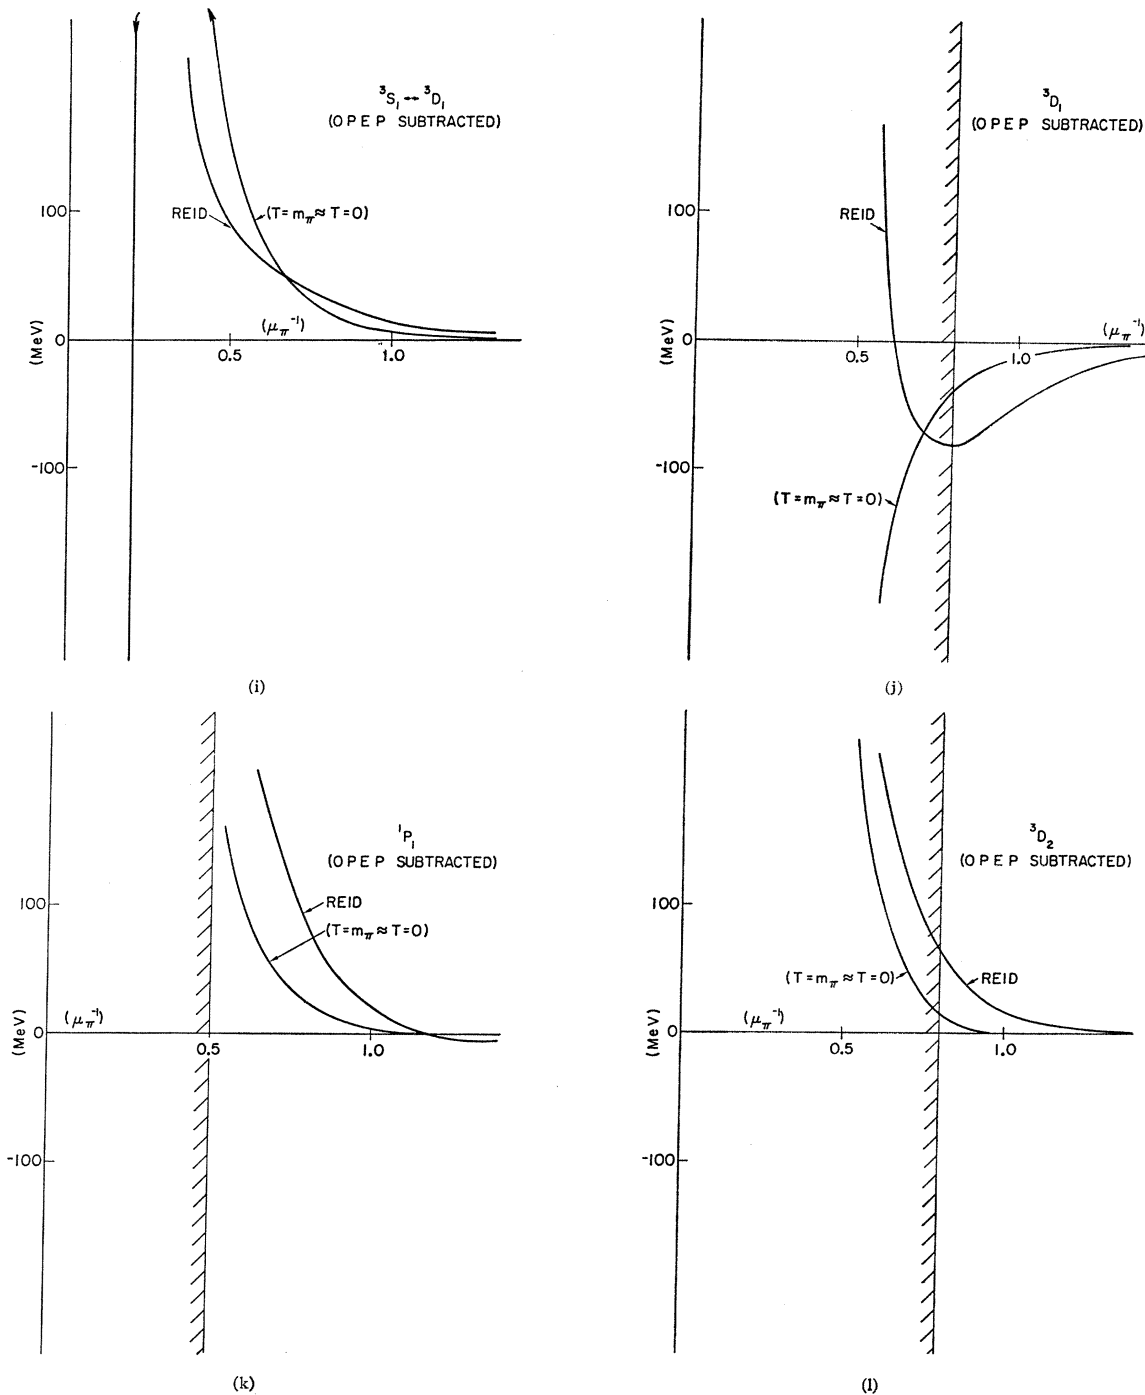 ³S₁ ↔ ³D₁
(OPEP SUBTRACTED)
100
REID
(T = m_π ≈ T = 0)
(μ_π⁻¹)
(MeV)
0
0.5
1.0
-100
(i)
³D₁
(OPEP SUBTRACTED)
100
REID
(MeV)
0
0.5
1.0
(μ_π⁻¹)
-100
(T = m_π ≈ T = 0)
(j)
¹P₁
(OPEP SUBTRACTED)
100
REID
(T = m_π ≈ T = 0)
(MeV)
0
(μ_π⁻¹)
0.5
1.0
-100
(k)
³D₂
(OPEP SUBTRACTED)
100
(T = m_π ≈ T = 0)
REID
(MeV)
0
(μ_π⁻¹)
0.5
1.0
-100
(l)